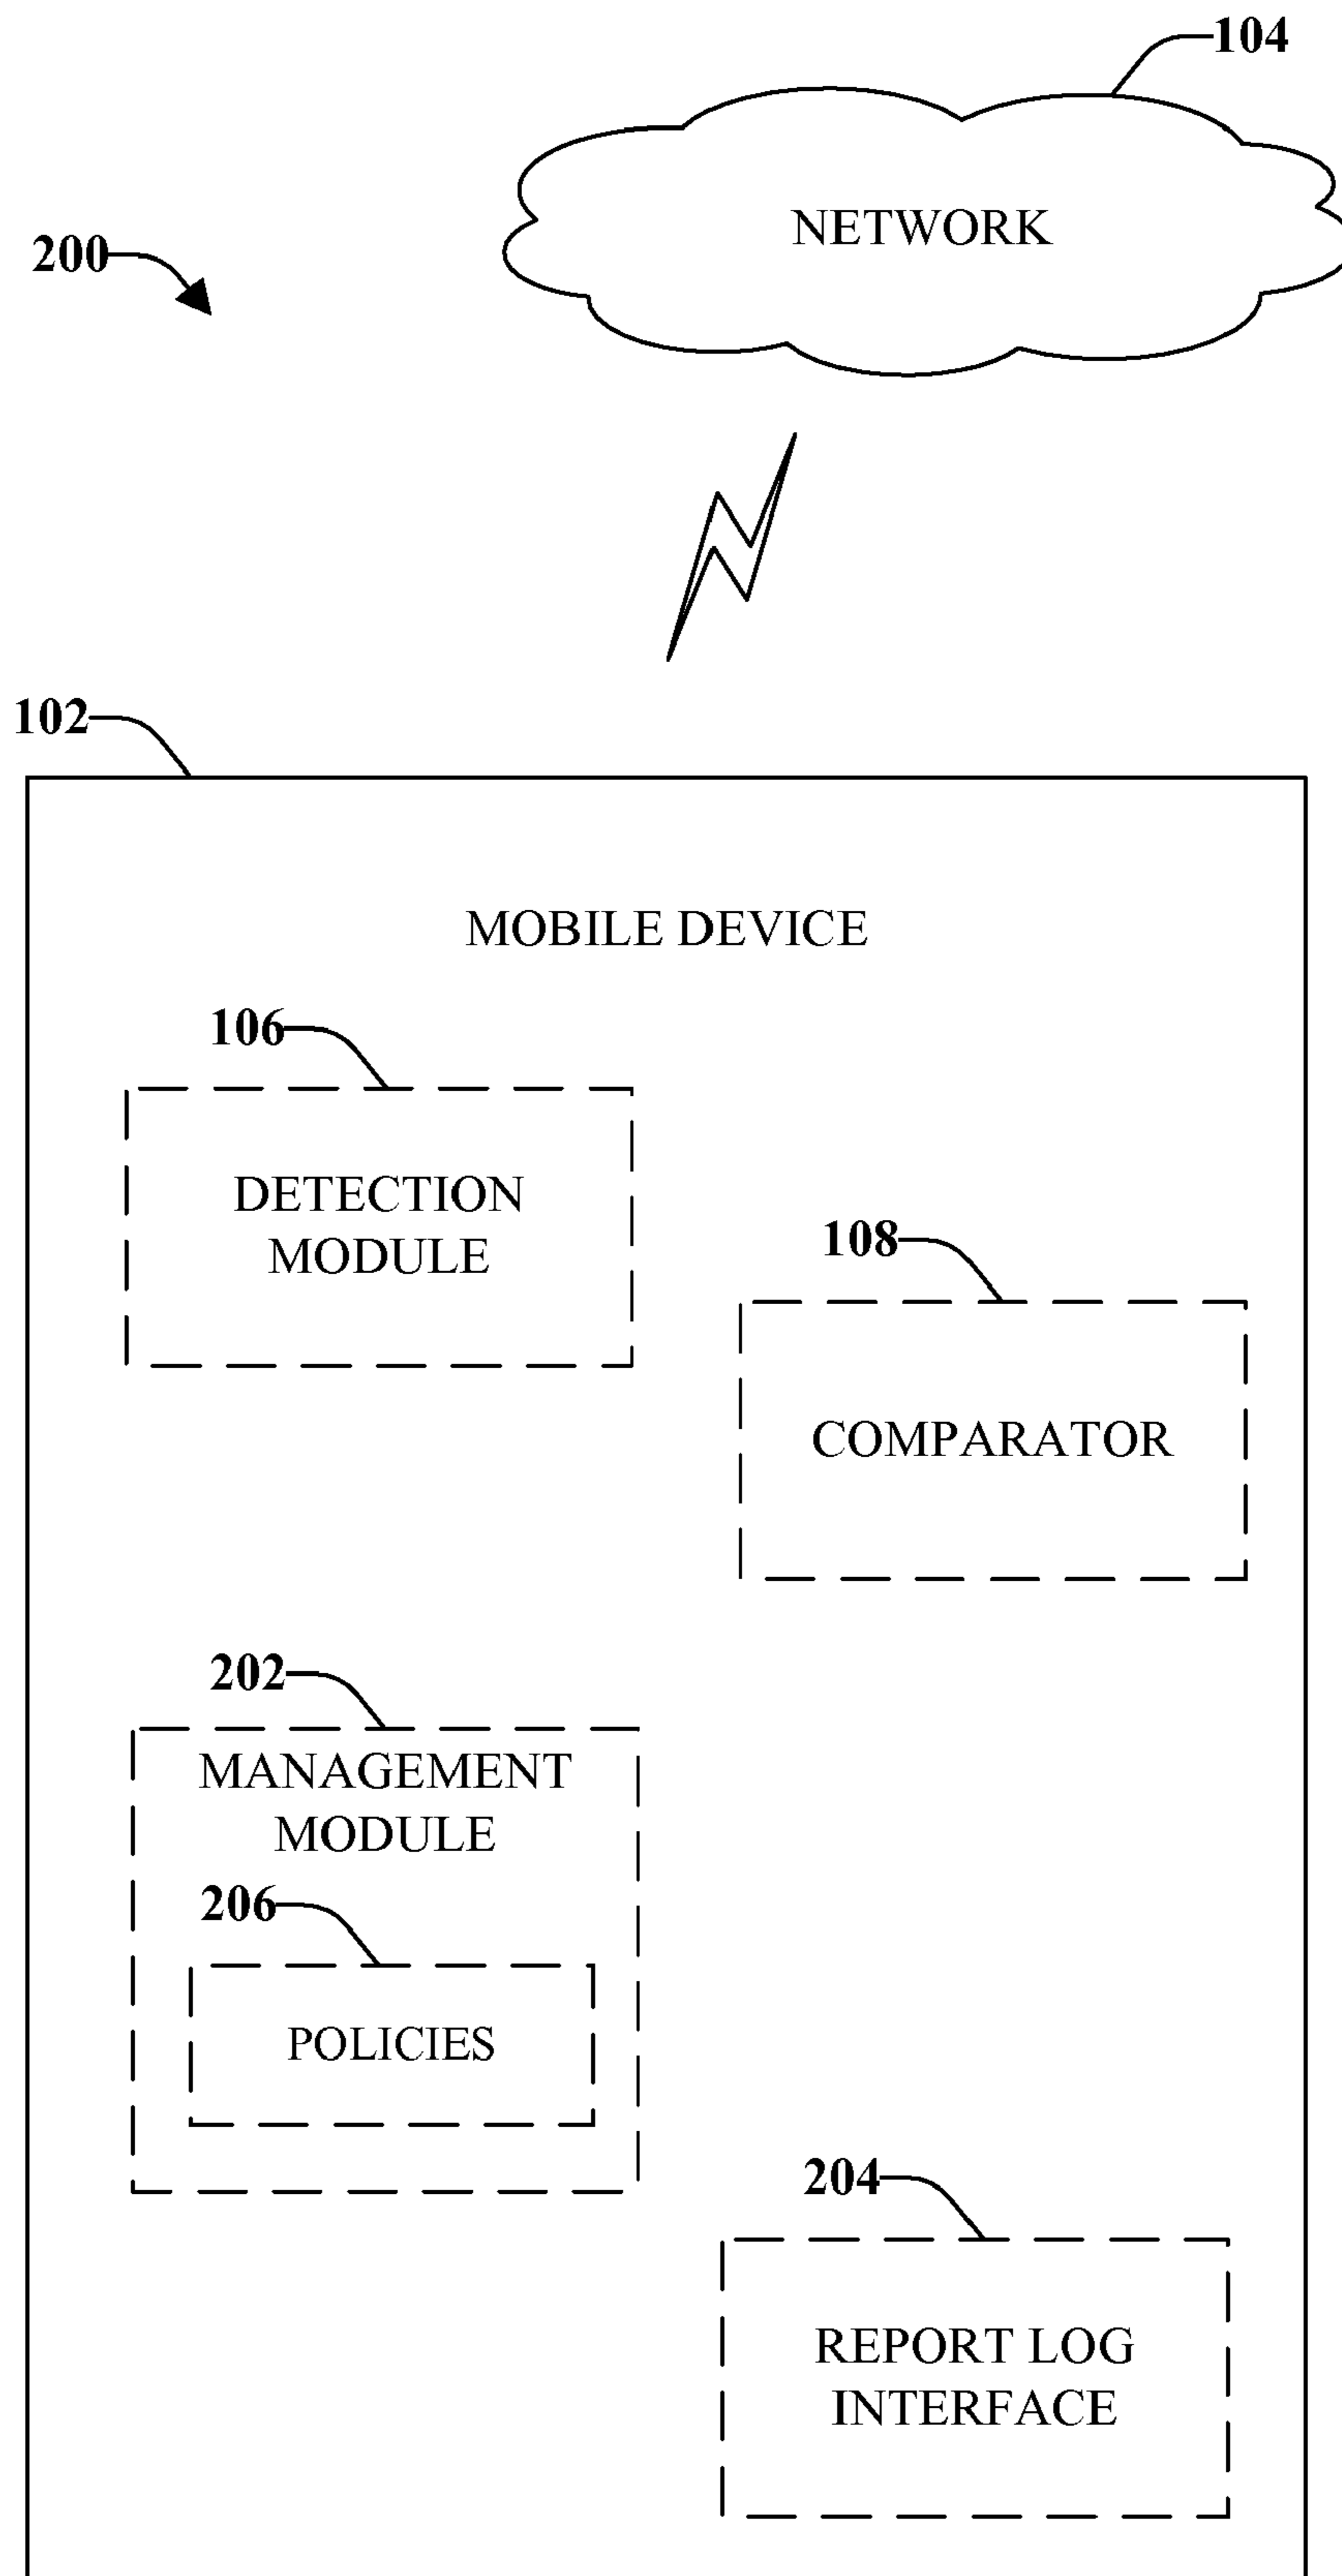 104
NETWORK
200
102
MOBILE DEVICE
106
DETECTION
MODULE
108
COMPARATOR
202
MANAGEMENT
MODULE
206
POLICIES
204
REPORT LOG
INTERFACE